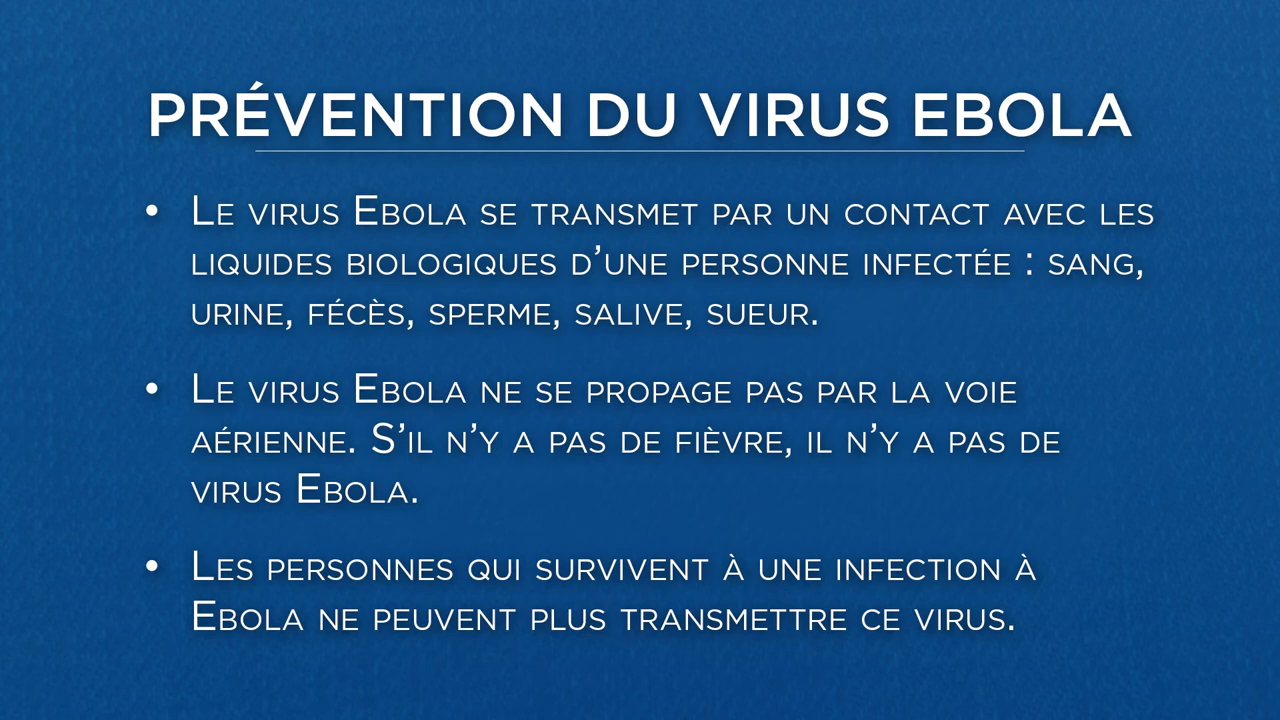 PRÉVENTION DU VIRUS EBOLA
• Le virus Ebola se transmet par un contact avec les
liquides biologiques d’une personne infectée : sang,
urine, fécès, sperme, salive, sueur.
• Le virus Ebola ne se propage pas par la voie
aérienne. S’il n’y a pas de fièvre, il n’y a pas de
virus Ebola.
• Les personnes qui survivent à une infection à
Ebola ne peuvent plus transmettre ce virus.